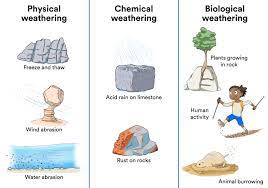 Physical
weathering
Freeze and thaw
Wind abrasion
Water abrasion
Chemical
weathering
Acid rain on limestone
Rust on rocks
Biological
weathering
Plants growing
in rock
Human
activity
Animal burrowing